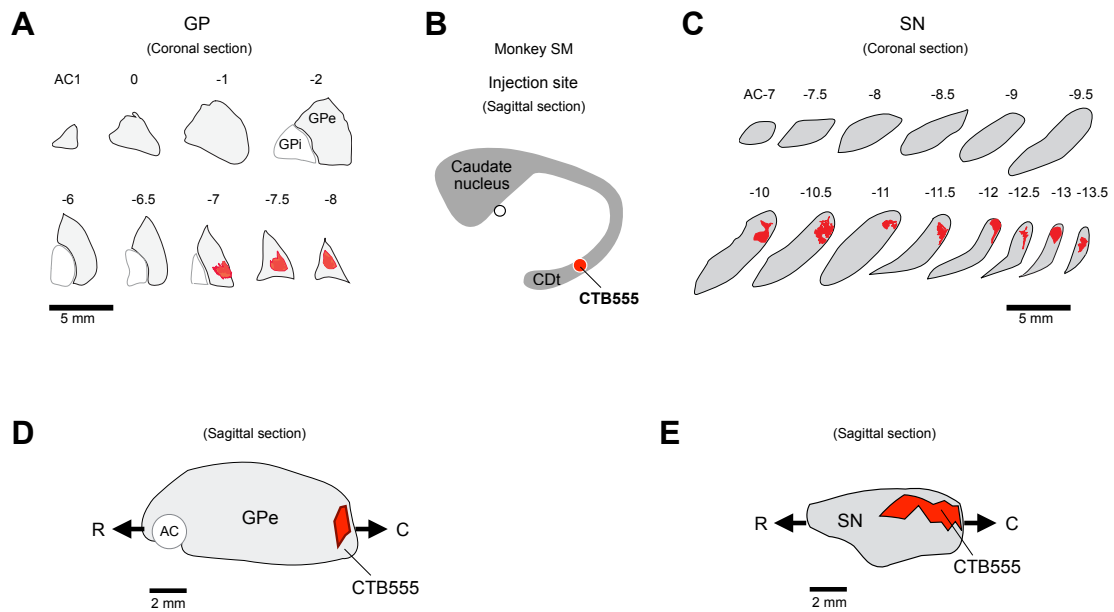 A
GP
(Coronal section)
AC1 0 -1 -2
GPe
GPi
-6 -6.5 -7 -7.5 -8
5 mm
B
Monkey SM
Injection site
(Sagittal section)
Caudate
nucleus
CDt
CTB555
C
SN
(Coronal section)
AC-7 -7.5 -8 -8.5 -9 -9.5
-10 -10.5 -11 -11.5 -12 -12.5 -13 -13.5
5 mm
D
(Sagittal section)
R
AC
GPe
C
CTB555
2 mm
E
(Sagittal section)
R
SN
C
CTB555
2 mm